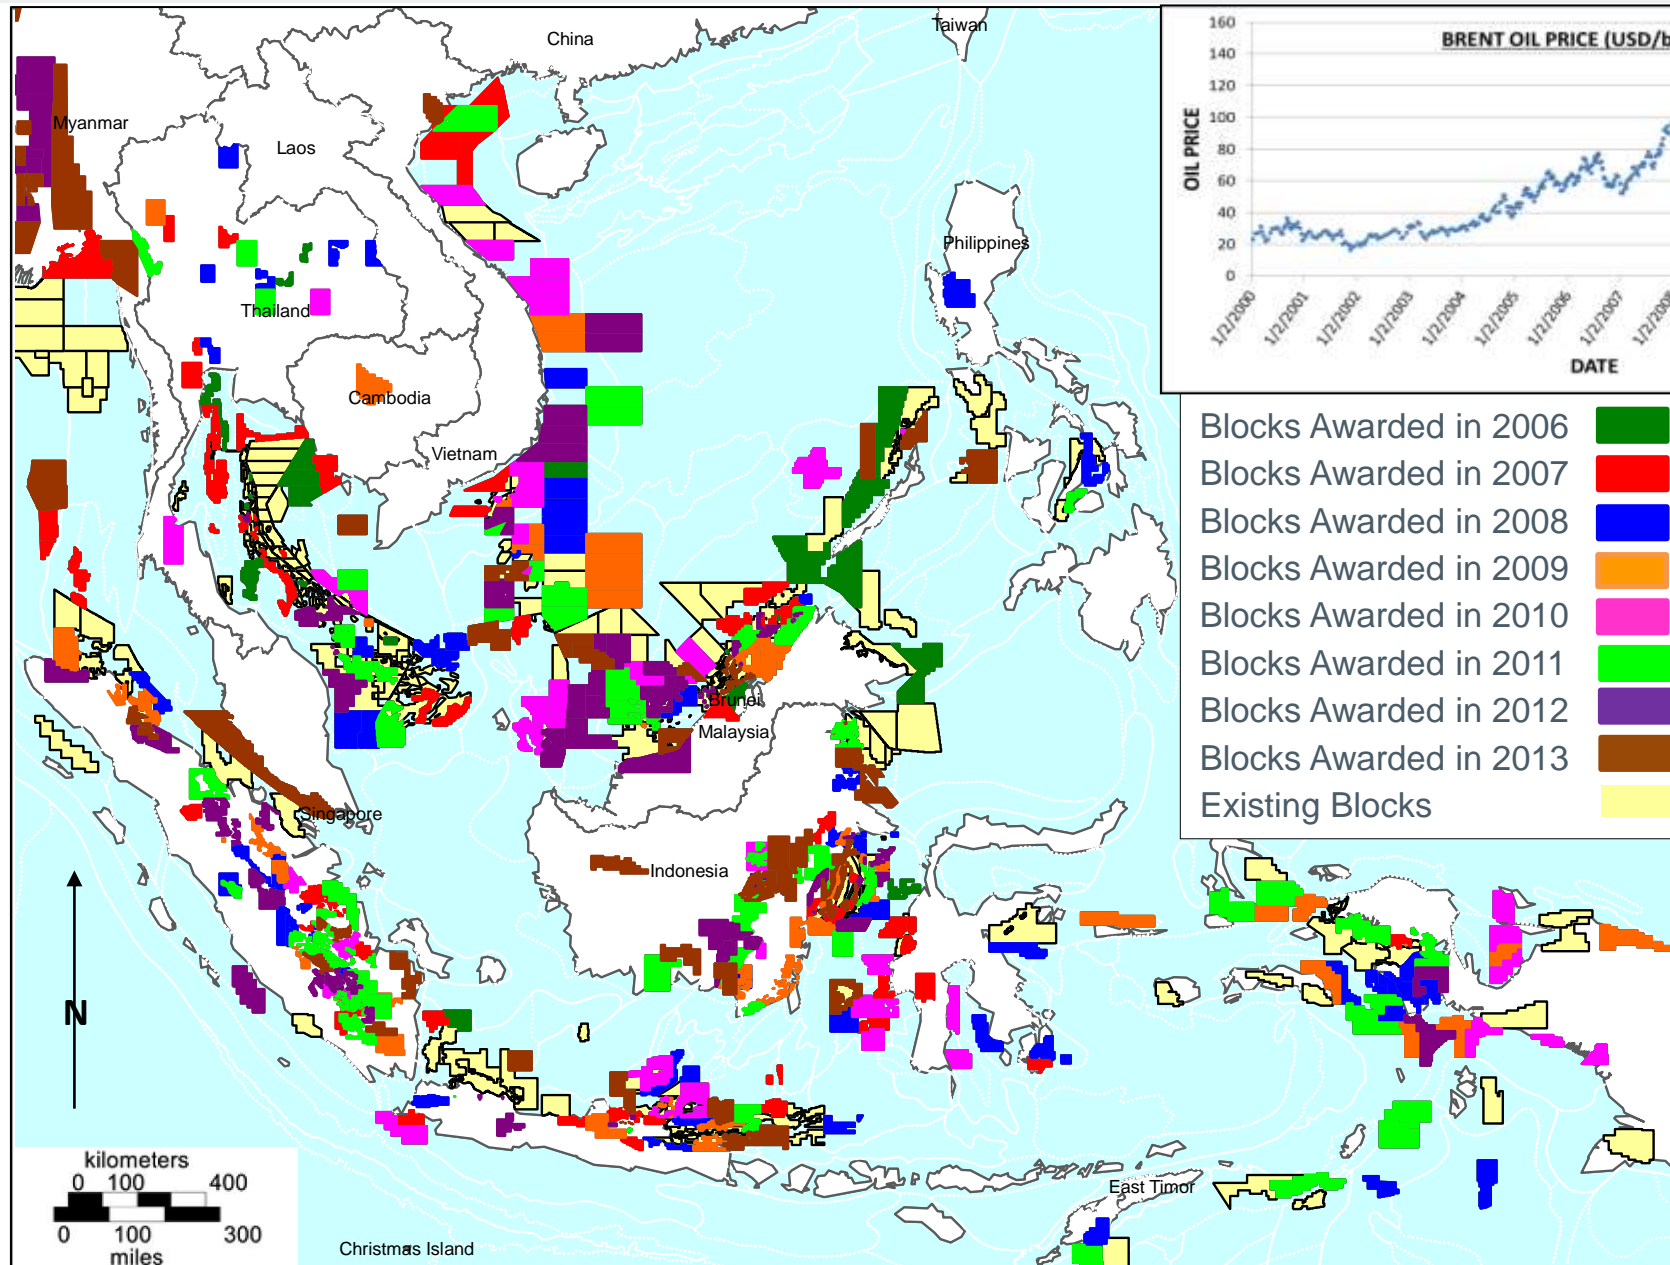 China
Taiwan
Myanmar
Laos
Philippines
Thailand
Cambodia
Vietnam
Brunei
Malaysia
Singapore
Indonesia
East Timor
Christmas Island
N
kilometers
0 100 400
0 100 300
miles
BRENT OIL PRICE (USD/b
OIL PRICE
160
140
120
100
80
60
40
20
0
1/2/2000
1/2/2001
1/2/2002
1/2/2003
1/2/2004
1/2/2005
1/2/2006
1/2/2007
1/2/2008
DATE
Blocks Awarded in 2006
Blocks Awarded in 2007
Blocks Awarded in 2008
Blocks Awarded in 2009
Blocks Awarded in 2010
Blocks Awarded in 2011
Blocks Awarded in 2012
Blocks Awarded in 2013
Existing Blocks